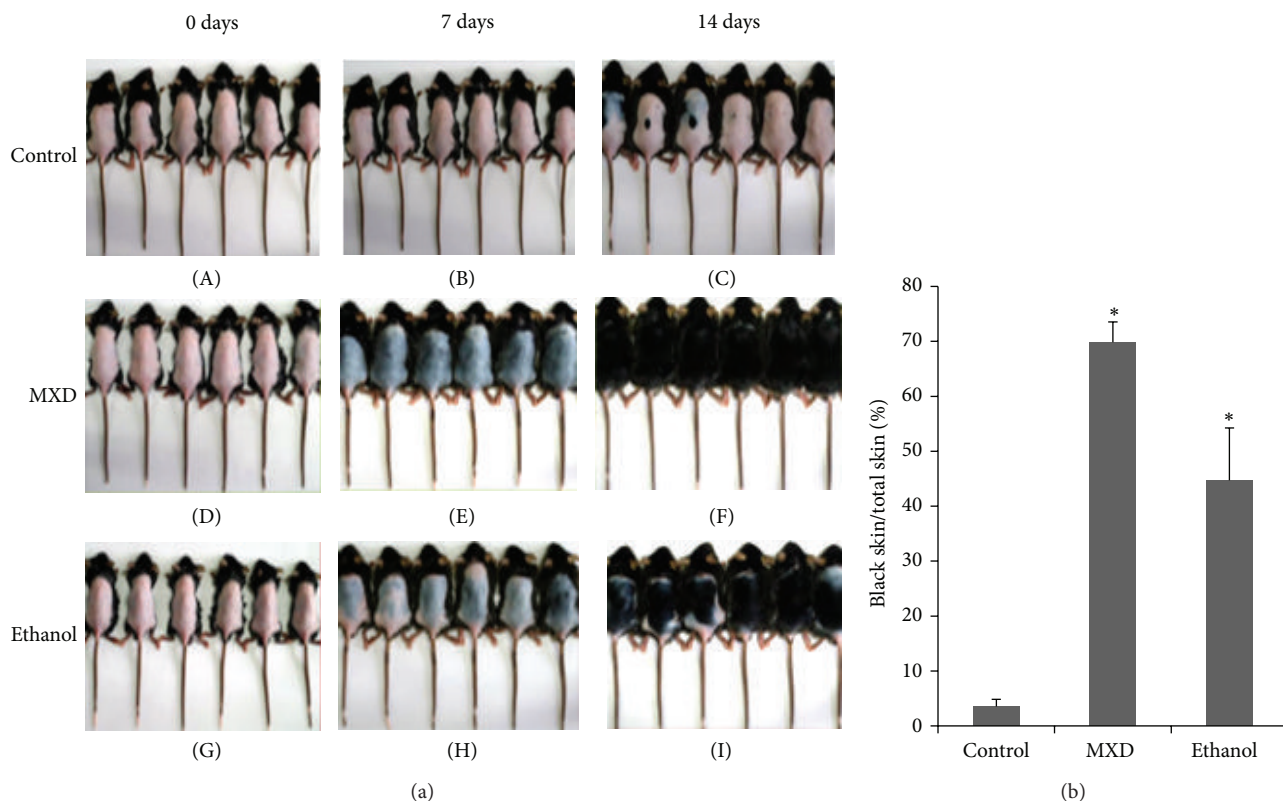 0 days 7 days 14 days
Control
(A) (B) (C)
MXD
(D) (E) (F)
Ethanol
(G) (H) (I)
(a)
Black skin/total skin (%)
80
70
60
50
40
30
20
10
0
*
*
Control MXD Ethanol
(b)